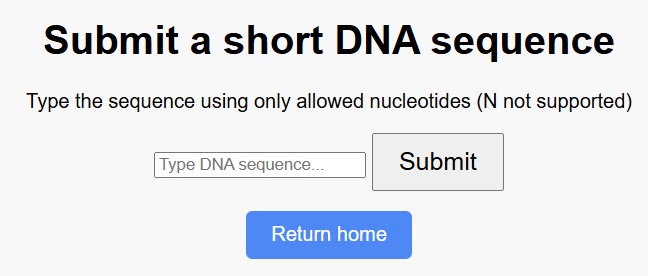 Submit a short DNA sequence
Type the sequence using only allowed nucleotides (N not supported)
Type DNA sequence... Submit
Return home